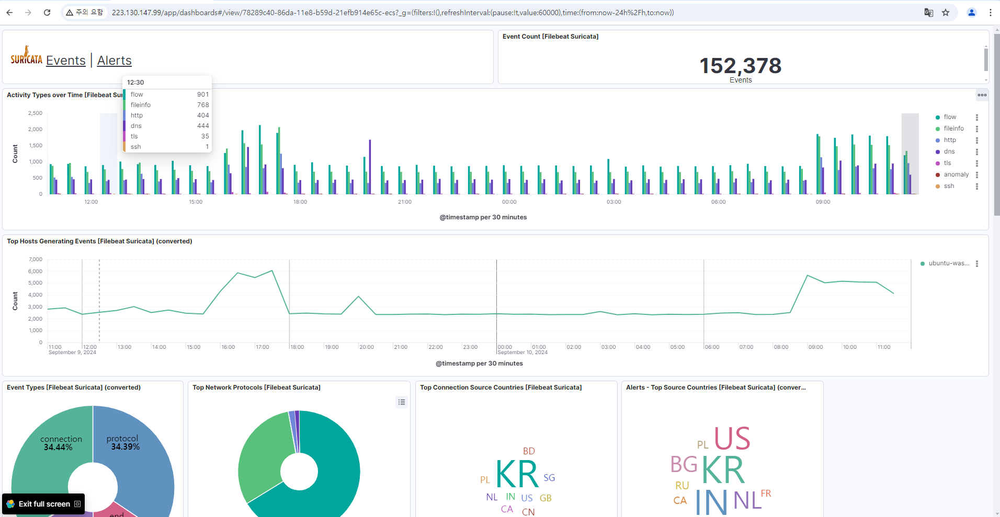 주의 요함
223.130.147.99/app/dashboards#/view/78289c40-86da-11e8-b59d-21efb914e65c-ecs?_g=(filters:!(),refreshInterval:(pause:!t,value:60000),time:(from:now-24h%2Fh,to:now))
SURICATA Events | Alerts
Event Count [Filebeat Suricata]
152,378
Events
Activity Types over Time [Filebeat Sur
12:30
flow 901
fileinfo 768
http 404
dns 444
tls 35
ssh 1
2,500
2,000
1,500
1,000
500
0
Count
12:00 15:00 18:00 21:00 00:00 03:00 06:00 09:00
@timestamp per 30 minutes
flow
fileinfo
http
dns
tls
anomaly
ssh
Top Hosts Generating Events [Filebeat Suricata] (converted)
7,000
6,000
5,000
4,000
3,000
2,000
1,000
0
Count
11:00 12:00 13:00 14:00 15:00 16:00 17:00 18:00 19:00 20:00 21:00 22:00 23:00 00:00 01:00 02:00 03:00 04:00 05:00 06:00 07:00 08:00 09:00 10:00 11:00
September 9, 2024 September 10, 2024
@timestamp per 30 minutes
ubuntu-was...
Event Types [Filebeat Suricata] (converted)
connection
34.44%
protocol
34.39%
end
Exit full screen
Top Network Protocols [Filebeat Suricata]
Top Connection Source Countries [Filebeat Suricata]
BD
KR
PL
SG
NL IN US GB
CA
CN
Alerts - Top Source Countries [Filebeat Suricata] (conver...
US
PL
BG KR
RU
CA IN NL FR